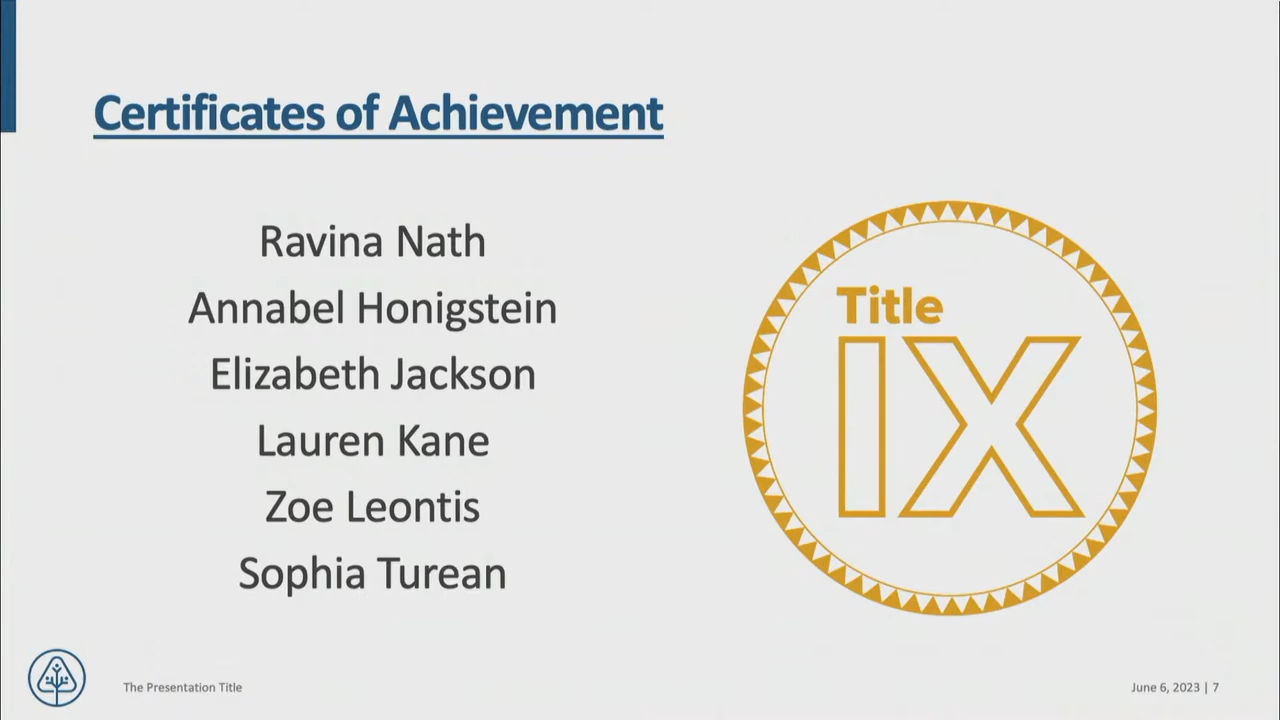 Certificates of Achievement
Ravina Nath
Annabel Honigstein
Elizabeth Jackson
Lauren Kane
Zoe Leontis
Sophia Turean
Title
IX
The Presentation Title
June 6, 2023 | 7